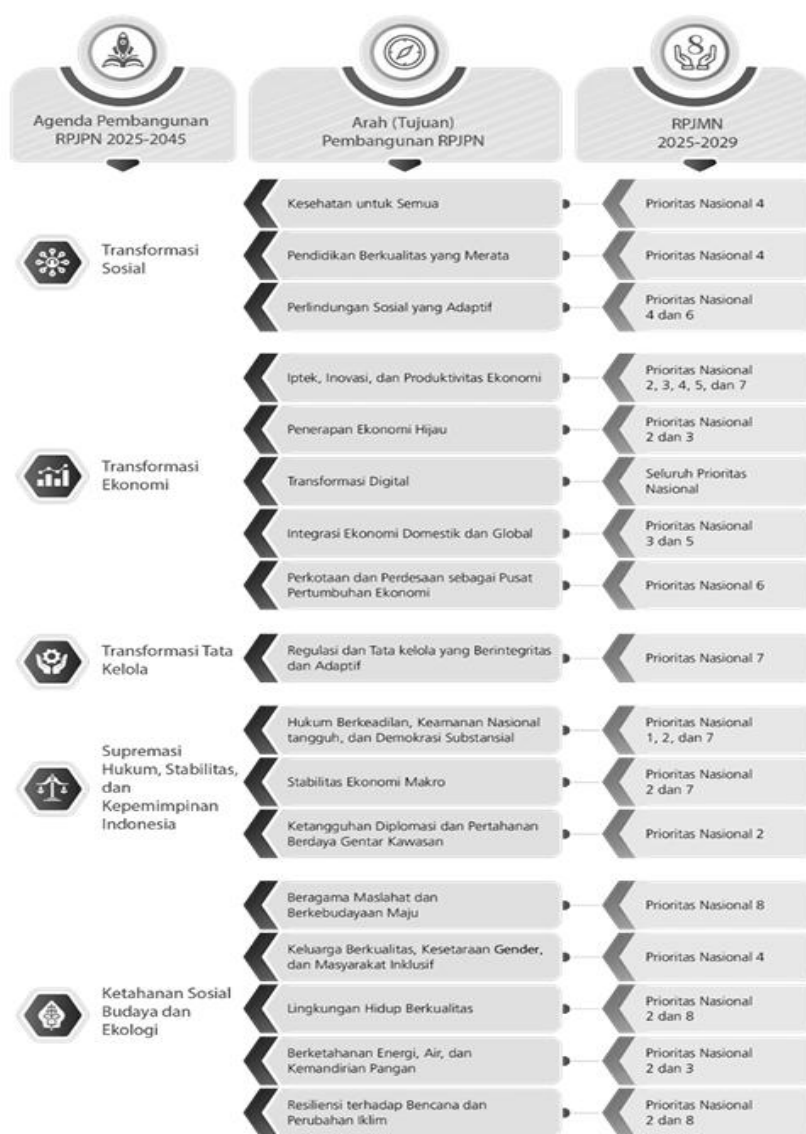 Agenda Pembangunan
RPJPN 2025-2045
Arah (Tujuan)
Pembangunan RPJPN
8
RPJMN
2025-2029
Transformasi
Sosial
Kesehatan untuk Semua
Prioritas Nasional 4
Pendidikan Berkualitas yang Merata
Prioritas Nasional 4
Perlindungan Sosial yang Adaptif
Prioritas Nasional
4 dan 6
Transformasi
Ekonomi
Iptek, Inovasi, dan Produktivitas Ekonomi
Prioritas Nasional
2, 3, 4, 5, dan 7
Penerapan Ekonomi Hijau
Prioritas Nasional
2 dan 3
Transformasi Digital
Seluruh Prioritas
Nasional
Integrasi Ekonomi Domestik dan Global
Prioritas Nasional
3 dan 5
Perkotaan dan Perdesaan sebagai Pusat
Pertumbuhan Ekonomi
Prioritas Nasional 6
Transformasi Tata
Kelola
Regulasi dan Tata kelola yang Berintegritas
dan Adaptif
Prioritas Nasional 7
Supremasi
Hukum, Stabilitas,
dan
Kepemimpinan
Indonesia
Hukum Berkeadilan, Keamanan Nasional
tangguh, dan Demokrasi Substansial
Prioritas Nasional
1, 2, dan 7
Stabilitas Ekonomi Makro
Prioritas Nasional
2 dan 7
Ketangguhan Diplomasi dan Pertahanan
Berdaya Gentar Kawasan
Prioritas Nasional 2
Ketahanan Sosial
Budaya dan
Ekologi
Beragama Maslahat dan
Berkebudayaan Maju
Prioritas Nasional 8
Keluarga Berkualitas, Kesetaraan Gender,
dan Masyarakat Inklusif
Prioritas Nasional 4
Lingkungan Hidup Berkualitas
Prioritas Nasional
2 dan 8
Berketahanan Energi, Air, dan
Kemandirian Pangan
Prioritas Nasional
2 dan 3
Resiliensi terhadap Bencana dan
Perubahan Iklim
Prioritas Nasional
2 dan 8